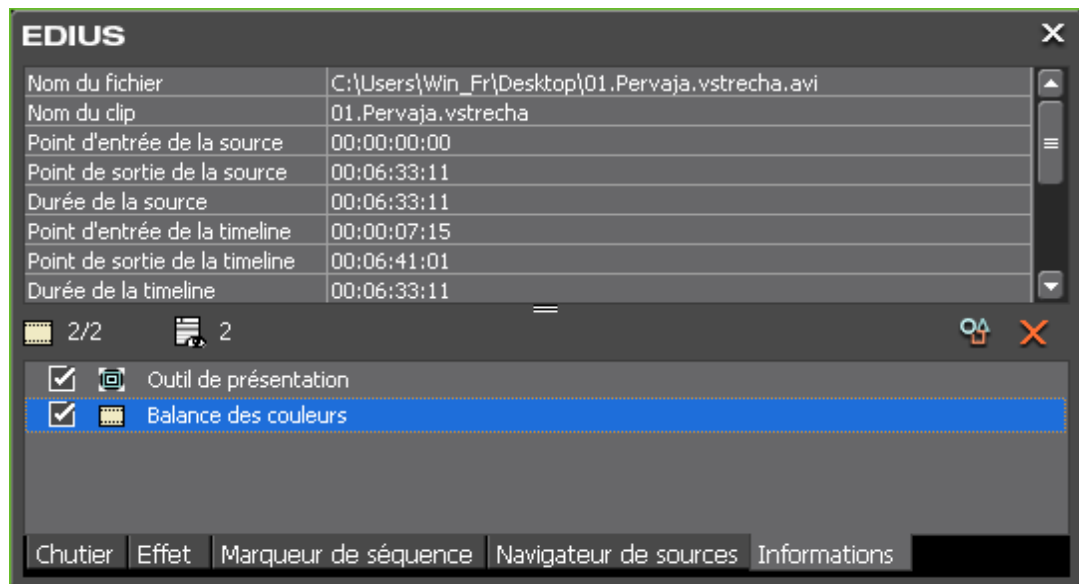 EDIUS
Nom du fichier C:\Users\Win_Fr\Desktop\01.Pervaja.vstrecha.avi
Nom du clip 01.Pervaja.vstrecha
Point d'entrée de la source 00:00:00:00
Point de sortie de la source 00:06:33:11
Durée de la source 00:06:33:11
Point d'entrée de la timeline 00:00:07:15
Point de sortie de la timeline 00:06:41:01
Durée de la timeline 00:06:33:11
2/2 2
Outil de présentation
Balance des couleurs
Chutier Effet Marqueur de séquence Navigateur de sources Informations